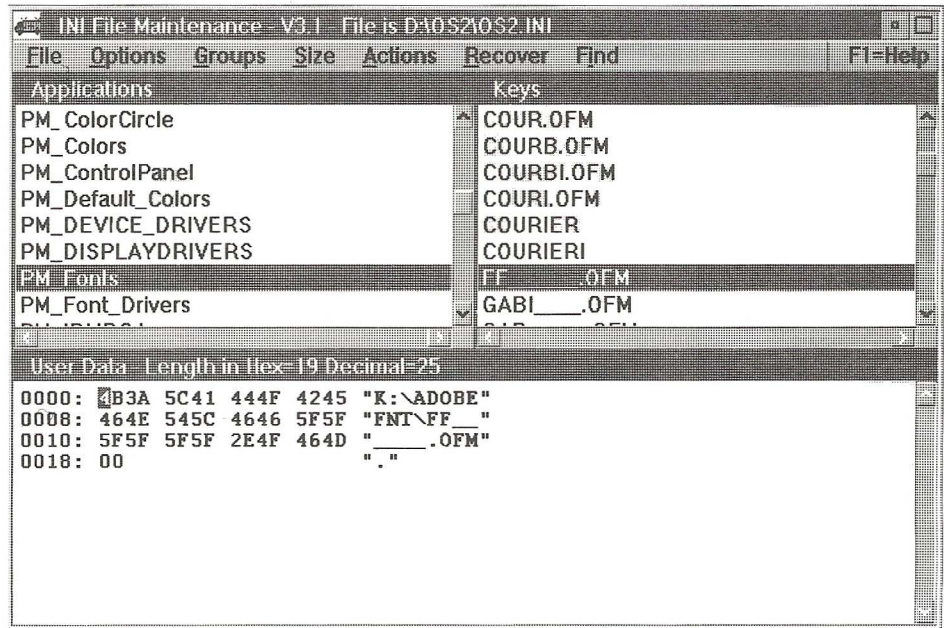 INI File Maintenance - V3.1 File is D:\OS2\OS2.INI
File Options Groups Size Actions Recover Find F1=Help
Applications
PM_ColorCircle
PM_Colors
PM_ControlPanel
PM_Default_Colors
PM_DEVICE_DRIVERS
PM_DISPLAYDRIVERS
PM_Fonts
PM_Font_Drivers
Keys
COUR.OFM
COURB.OFM
COURBI.OFM
COURI.OFM
COURIER
COURIERI
FF______.OFM
GABI____.OFM
User Data - Length in Hex=19 Decimal=25
0000: 4B3A 5C41 444F 4245 "K:\ADOBE"
0008: 464E 545C 4646 5F5F "FNT\FF__"
0010: 5F5F 5F5F 2E4F 464D "____.OFM"
0018: 00 "."